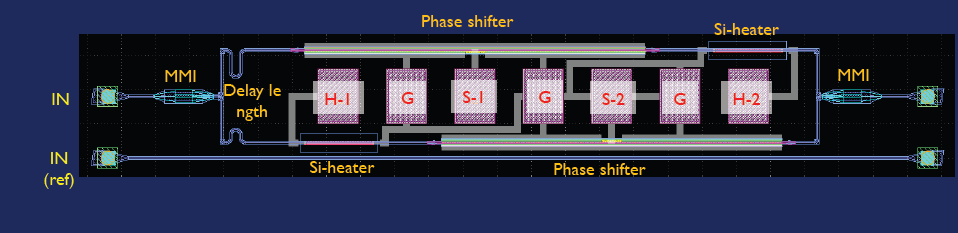 Phase shifter
Si-heater
MMI
MMI
IN
Delay le
ngth
H-1
G
S-1
G
S-2
G
H-2
IN
(ref)
Si-heater
Phase shifter